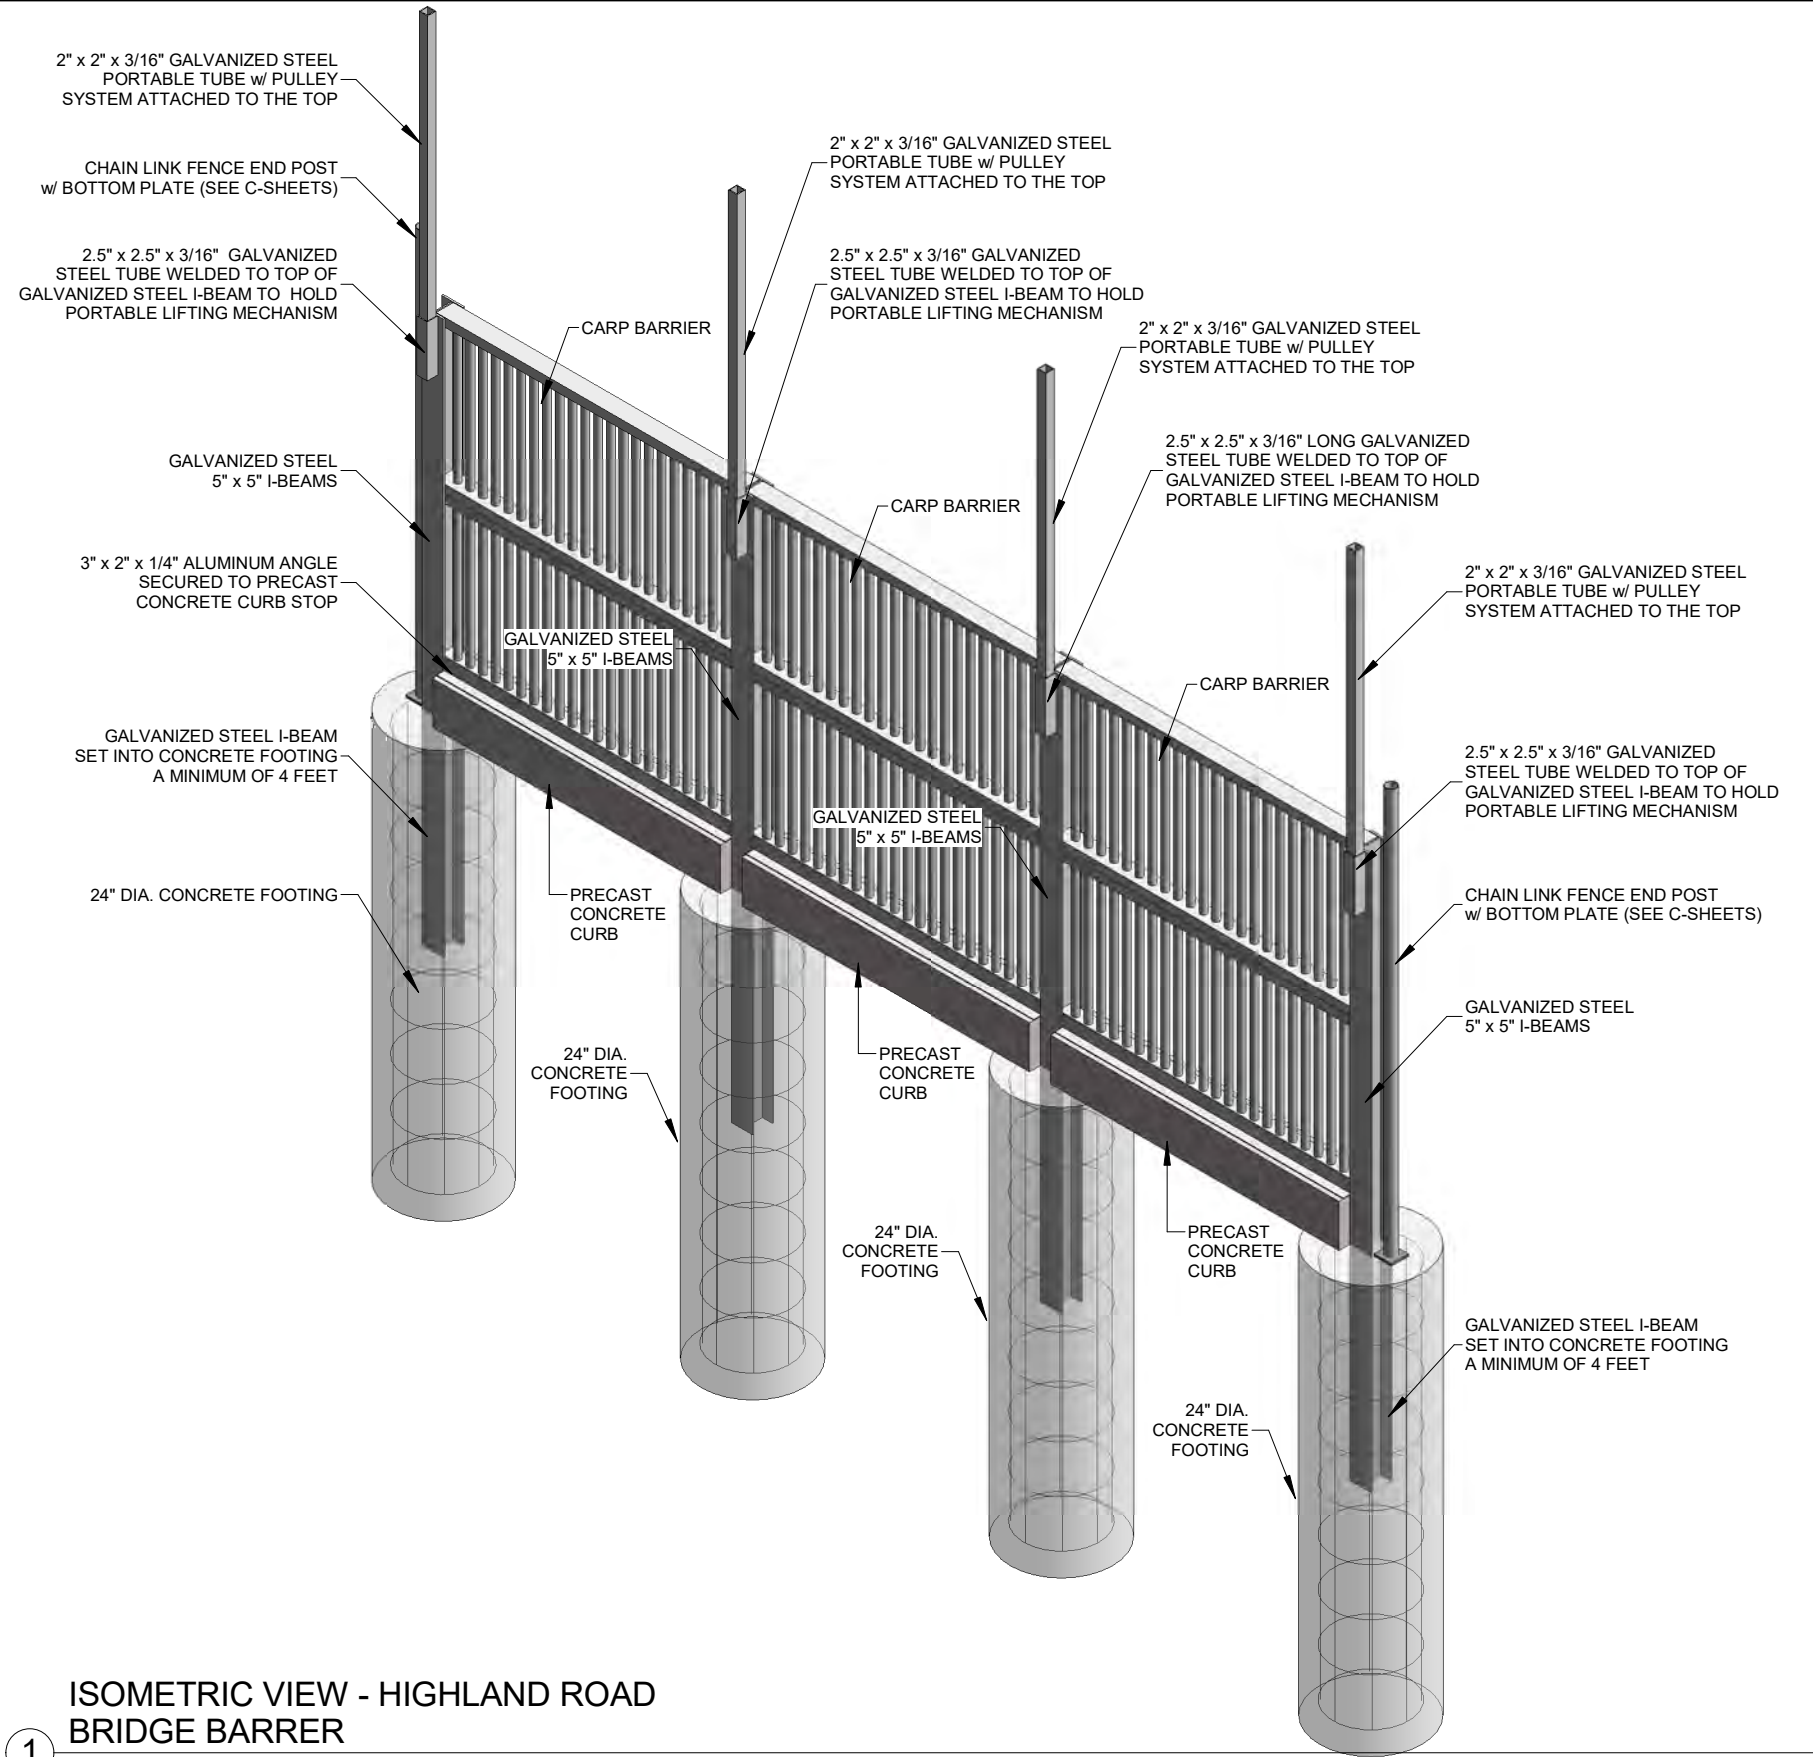 2" x 2" x 3/16" GALVANIZED STEEL
PORTABLE TUBE w/ PULLEY
SYSTEM ATTACHED TO THE TOP
CHAIN LINK FENCE END POST
w/ BOTTOM PLATE (SEE C-SHEETS)
2.5" x 2.5" x 3/16" GALVANIZED
STEEL TUBE WELDED TO TOP OF
GALVANIZED STEEL I-BEAM TO HOLD
PORTABLE LIFTING MECHANISM
CARP BARRIER
GALVANIZED STEEL
5" x 5" I-BEAMS
3" x 2" x 1/4" ALUMINUM ANGLE
SECURED TO PRECAST
CONCRETE CURB STOP
GALVANIZED STEEL I-BEAM
SET INTO CONCRETE FOOTING
A MINIMUM OF 4 FEET
24" DIA. CONCRETE FOOTING
PRECAST
CONCRETE
CURB
2" x 2" x 3/16" GALVANIZED STEEL
PORTABLE TUBE w/ PULLEY
SYSTEM ATTACHED TO THE TOP
2.5" x 2.5" x 3/16" GALVANIZED
STEEL TUBE WELDED TO TOP OF
GALVANIZED STEEL I-BEAM TO HOLD
PORTABLE LIFTING MECHANISM
CARP BARRIER
GALVANIZED STEEL
5" x 5" I-BEAMS
24" DIA.
CONCRETE
FOOTING
PRECAST
CONCRETE
CURB
2" x 2" x 3/16" GALVANIZED STEEL
PORTABLE TUBE w/ PULLEY
SYSTEM ATTACHED TO THE TOP
2.5" x 2.5" x 3/16" LONG GALVANIZED
STEEL TUBE WELDED TO TOP OF
GALVANIZED STEEL I-BEAM TO HOLD
PORTABLE LIFTING MECHANISM
CARP BARRIER
GALVANIZED STEEL
5" x 5" I-BEAMS
24" DIA.
CONCRETE
FOOTING
PRECAST
CONCRETE
CURB
2" x 2" x 3/16" GALVANIZED STEEL
PORTABLE TUBE w/ PULLEY
SYSTEM ATTACHED TO THE TOP
2.5" x 2.5" x 3/16" GALVANIZED
STEEL TUBE WELDED TO TOP OF
GALVANIZED STEEL I-BEAM TO HOLD
PORTABLE LIFTING MECHANISM
CHAIN LINK FENCE END POST
w/ BOTTOM PLATE (SEE C-SHEETS)
GALVANIZED STEEL
5" x 5" I-BEAMS
GALVANIZED STEEL I-BEAM
SET INTO CONCRETE FOOTING
A MINIMUM OF 4 FEET
24" DIA.
CONCRETE
FOOTING
ISOMETRIC VIEW - HIGHLAND ROAD
BRIDGE BARRER
1